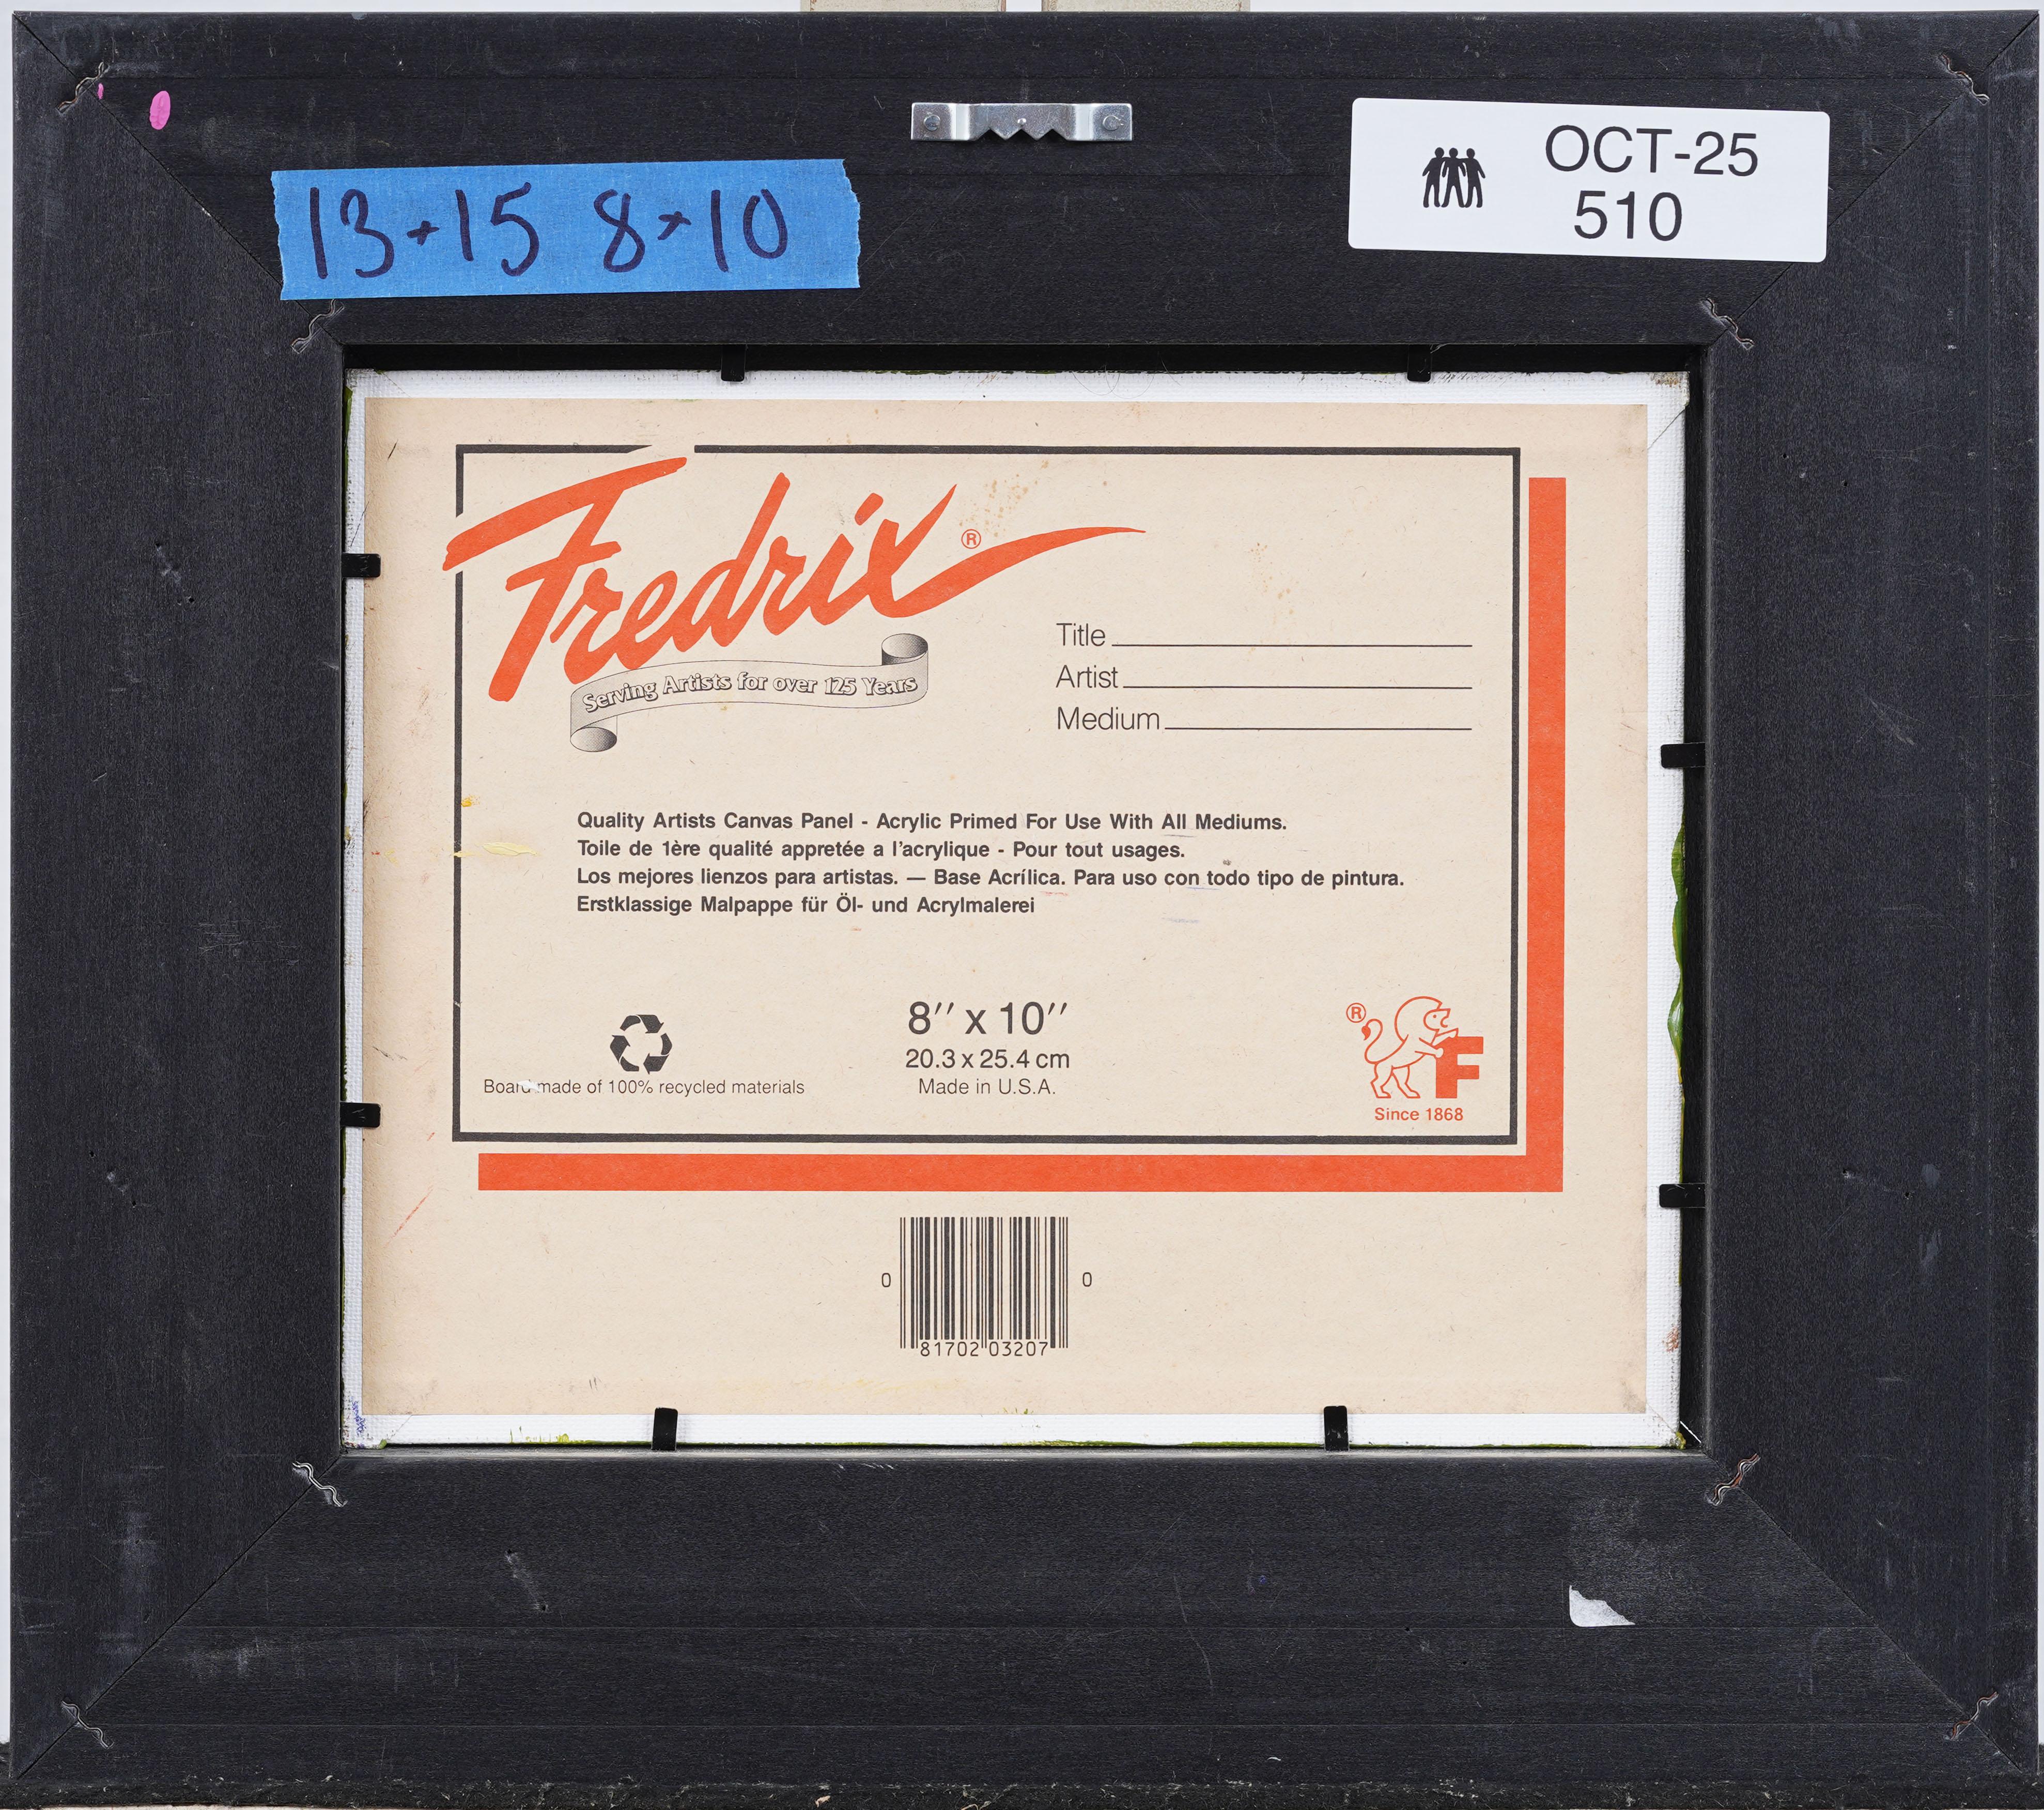 OCT-25
510
13×15 8×10
Fredrix®
Serving Artists for over 125 Years
Title
Artist
Medium
Quality Artists Canvas Panel - Acrylic Primed For Use With All Mediums.
Toile de 1ère qualité appretée a l'acrylique - Pour tout usages.
Los mejores lienzos para artistas. — Base Acrílica. Para uso con todo tipo de pintura.
Erstklassige Malpappe für Öl- und Acrylmalerei
8" x 10"
20.3 x 25.4 cm
Made in U.S.A.
Board made of 100% recycled materials
® F
Since 1868
0 81702 03207 0